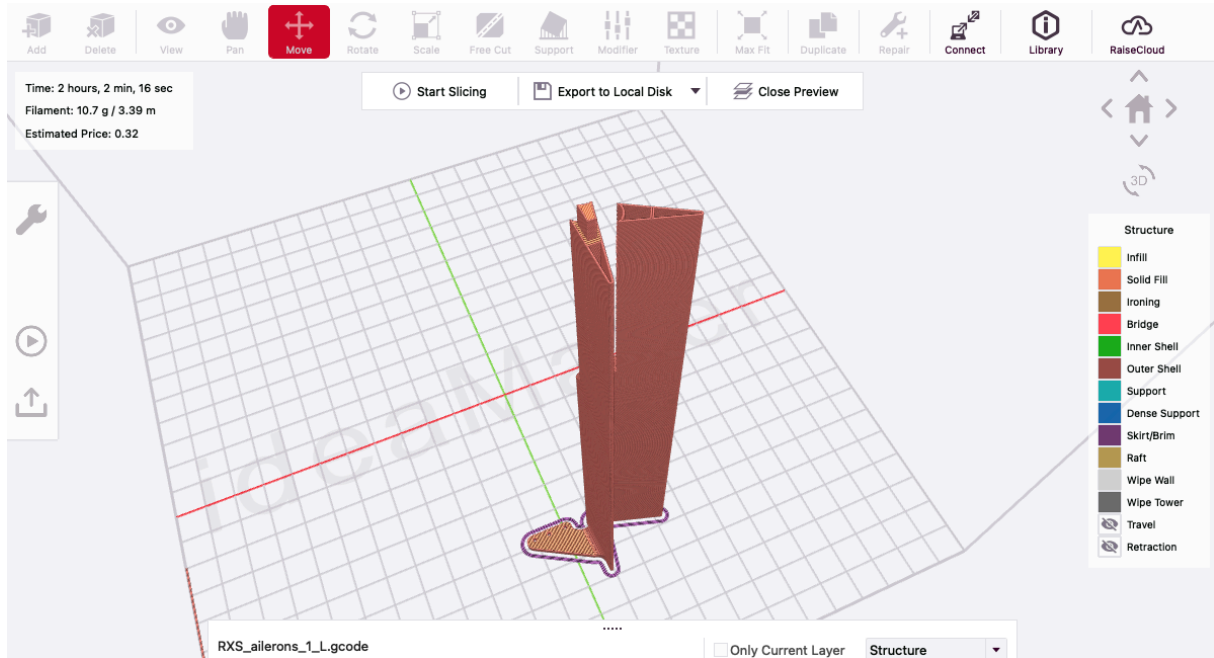 Add
Delete
View
Pan
Move
Rotate
Scale
Free Cut
Support
Modifier
Texture
Max Fit
Duplicate
Repair
Connect
Library
RaiseCloud
Time: 2 hours, 2 min, 16 sec
Filament: 10.7 g / 3.39 m
Estimated Price: 0.32
Start Slicing
Export to Local Disk
Close Preview
3D
Structure
Infill
Solid Fill
Ironing
Bridge
Inner Shell
Outer Shell
Support
Dense Support
Skirt/Brim
Raft
Wipe Wall
Wipe Tower
Travel
Retraction
RXS_ailerons_1_L.gcode
Only Current Layer
Structure